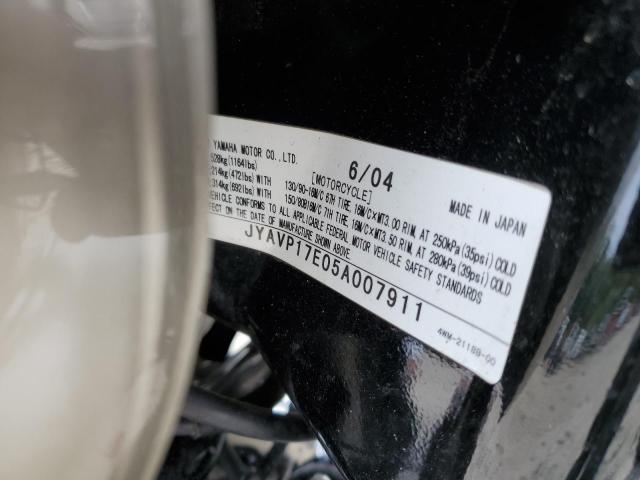 YAMAHA MOTOR CO.,LTD.
6/04
MADE IN JAPAN
528kg(1164lbs)
[MOTORCYCLE]
214kg(472lbs)WITH 130/90-16M/C 67H TIRE 16M/C×MT3.00 RIM, AT 250kPa(35psi)COLD
314kg(692lbs)WITH 150/80B16M/C 71H TIRE 16M/C×MT3.50 RIM, AT 280kPa(39psi)COLD
VEHICLE CONFORMS TO ALL APPLICABLE FEDERAL MOTOR VEHICLE SAFETY STANDARDS
DATE OF MANUFACTURE SHOWN ABOVE
JYAVP17E05A007911
4WM-2118B-00